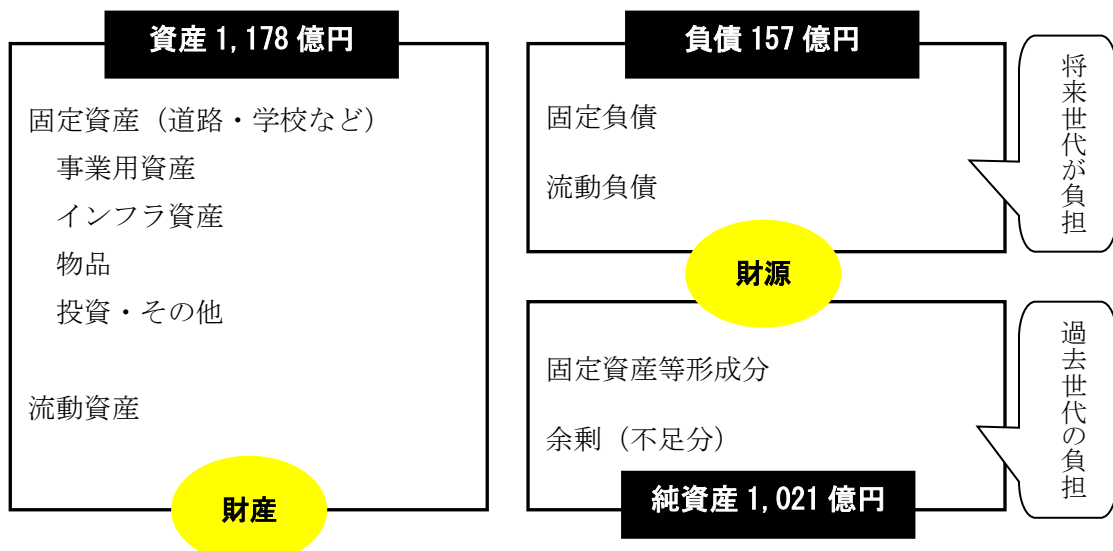 資産 1,178 億円
固定資産（道路・学校など）
事業用資産
インフラ資産
物品
投資・その他
流動資産
財産
負債 157 億円
固定負債
流動負債
将来世代が負担
財源
固定資産等形成分
余剰（不足分）
純資産 1,021 億円
過去世代の負担